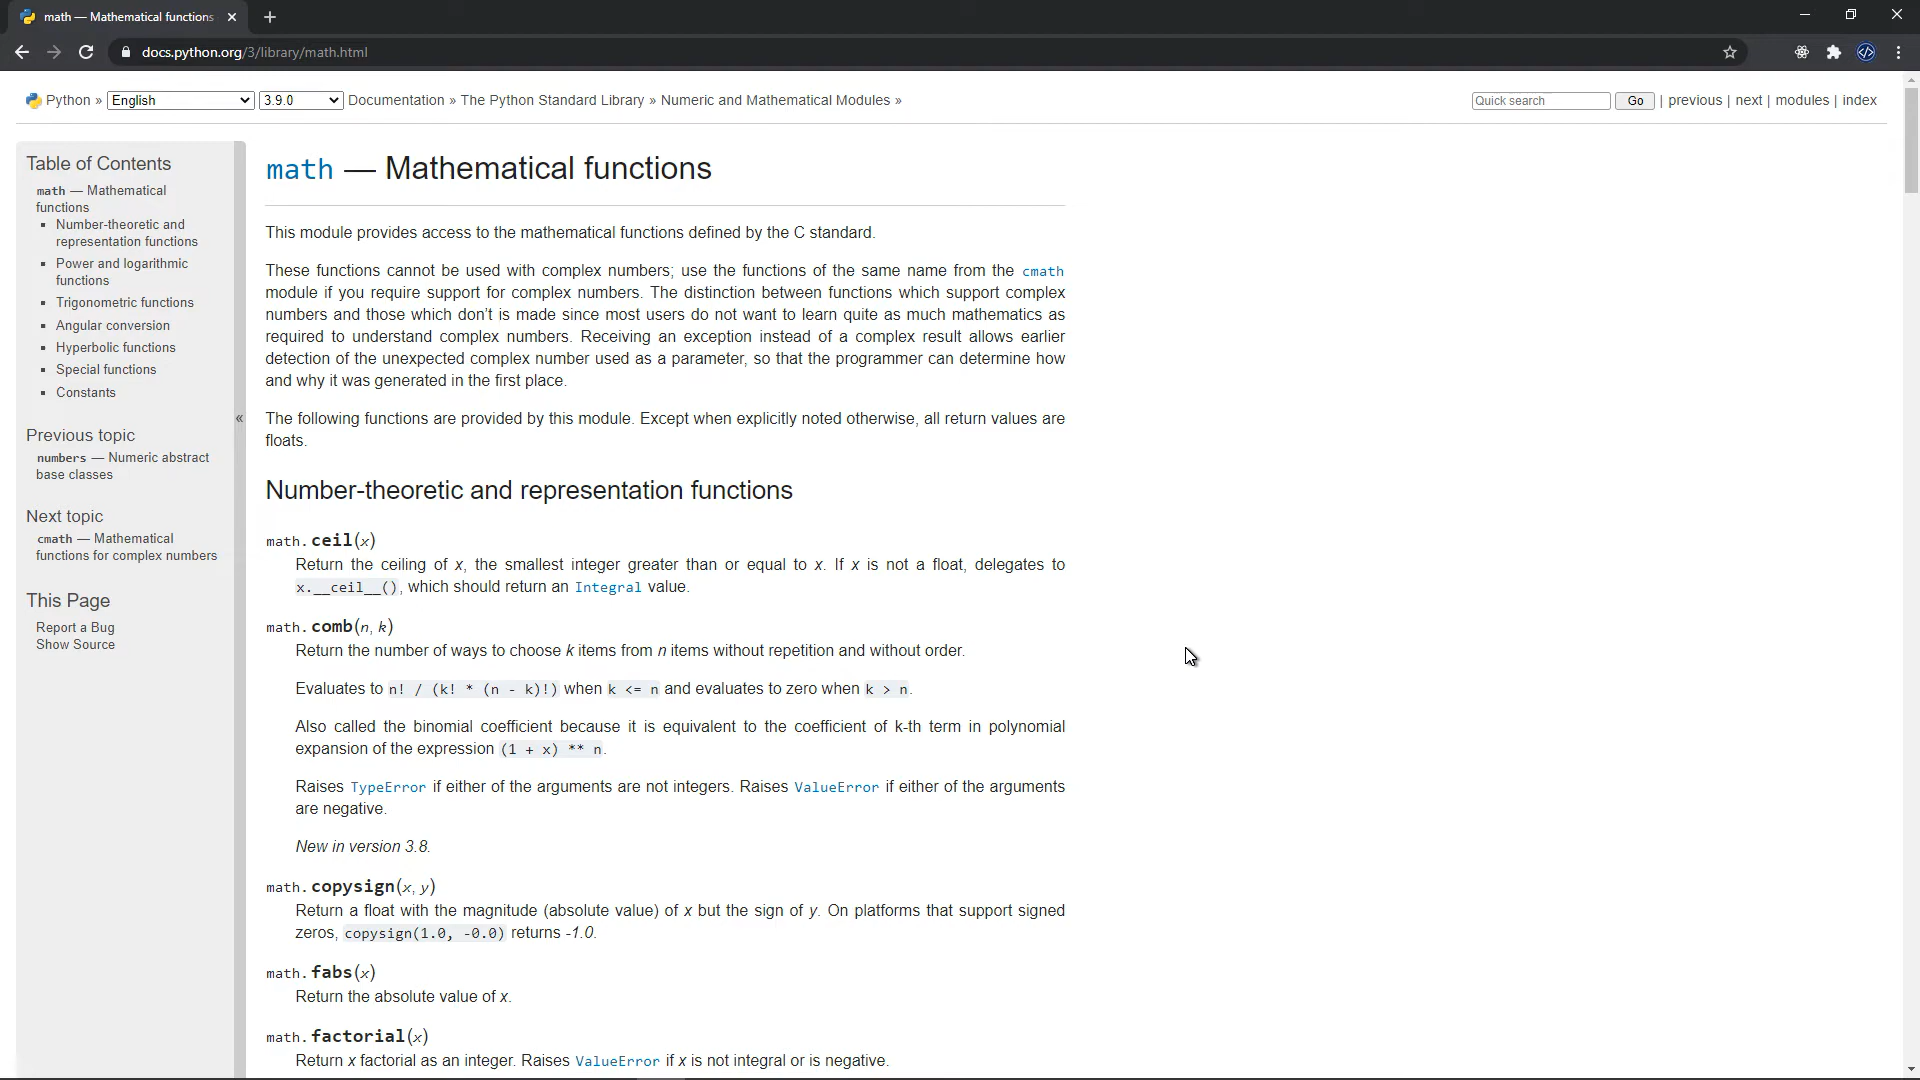 math — Mathematical functions
docs.python.org/3/library/math.html
Python » English 3.9.0 Documentation » The Python Standard Library » Numeric and Mathematical Modules » Quick search Go | previous | next | modules | index
Table of Contents
math — Mathematical
functions
Number-theoretic and
representation functions
Power and logarithmic
functions
Trigonometric functions
Angular conversion
Hyperbolic functions
Special functions
Constants
Previous topic
numbers — Numeric abstract
base classes
Next topic
cmath — Mathematical
functions for complex numbers
This Page
Report a Bug
Show Source
«
math — Mathematical functions
This module provides access to the mathematical functions defined by the C standard.
These functions cannot be used with complex numbers; use the functions of the same name from the cmath
module if you require support for complex numbers. The distinction between functions which support complex
numbers and those which don’t is made since most users do not want to learn quite as much mathematics as
required to understand complex numbers. Receiving an exception instead of a complex result allows earlier
detection of the unexpected complex number used as a parameter, so that the programmer can determine how
and why it was generated in the first place.
The following functions are provided by this module. Except when explicitly noted otherwise, all return values are
floats.
Number-theoretic and representation functions
math.ceil(x)
Return the ceiling of x, the smallest integer greater than or equal to x. If x is not a float, delegates to
x.__ceil__(), which should return an Integral value.
math.comb(n, k)
Return the number of ways to choose k items from n items without repetition and without order.
Evaluates to n! / (k! * (n - k)!) when k <= n and evaluates to zero when k > n.
Also called the binomial coefficient because it is equivalent to the coefficient of k-th term in polynomial
expansion of the expression (1 + x) ** n.
Raises TypeError if either of the arguments are not integers. Raises ValueError if either of the arguments
are negative.
New in version 3.8.
math.copysign(x, y)
Return a float with the magnitude (absolute value) of x but the sign of y. On platforms that support signed
zeros, copysign(1.0, -0.0) returns -1.0.
math.fabs(x)
Return the absolute value of x.
math.factorial(x)
Return x factorial as an integer. Raises ValueError if x is not integral or is negative.